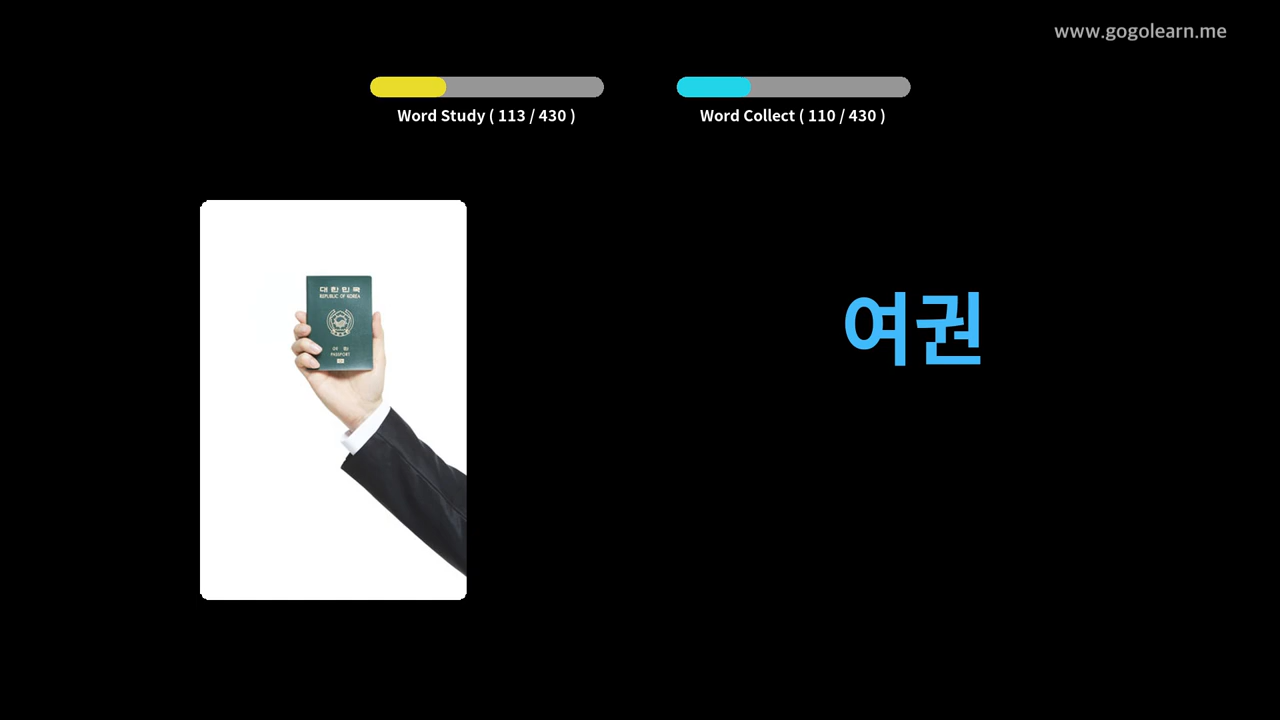 www.gogolearn.me
Word Study ( 113 / 430 )
Word Collect ( 110 / 430 )
대한민국
REPUBLIC OF KOREA
여권
PASSPORT
여권